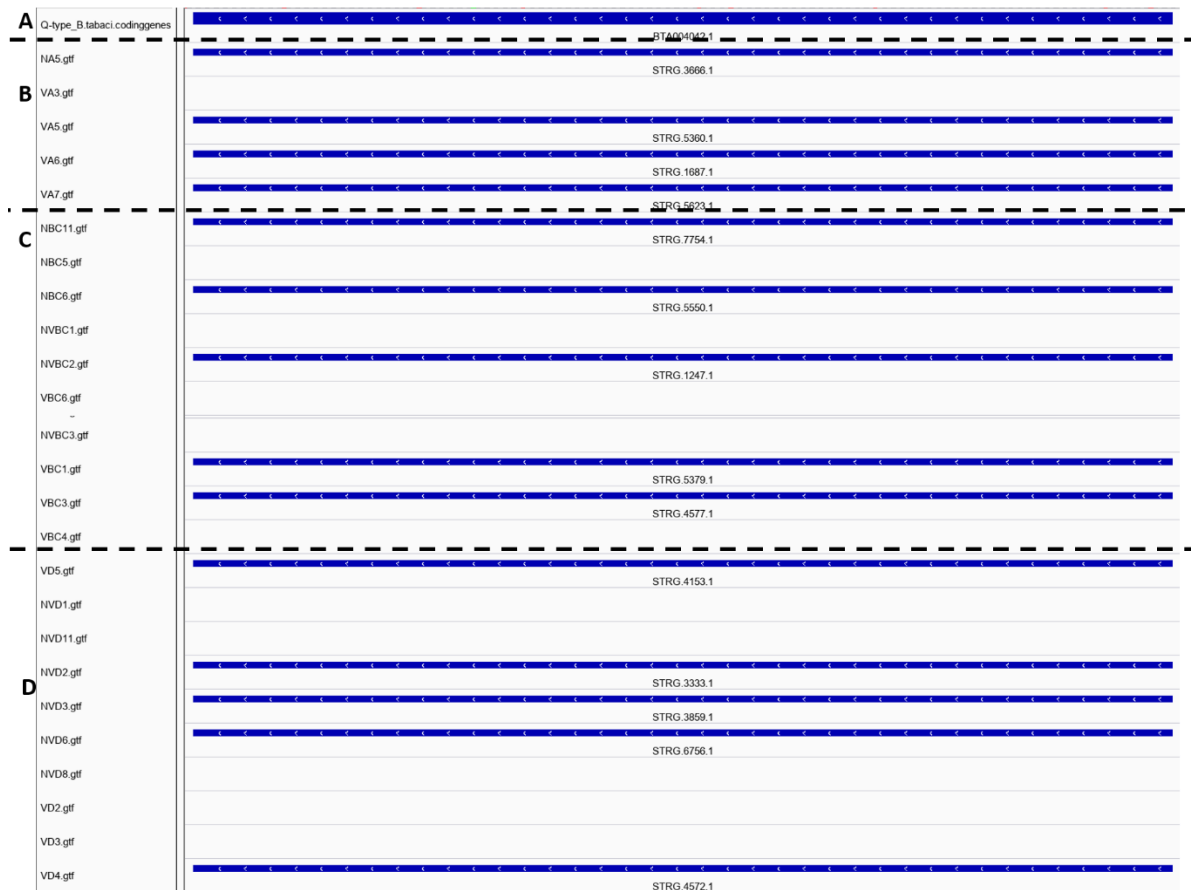 A
Q-type_B.tabaci.codinggenes
BTA004042.1
NA5.gtf
STRG.3666.1
B
VA3.gtf
VA5.gtf
STRG.5360.1
VA6.gtf
STRG.1687.1
VA7.gtf
STRG.5623.1
NBC11.gtf
C
STRG.7754.1
NBC5.gtf
NBC6.gtf
STRG.5550.1
NVBC1.gtf
NVBC2.gtf
STRG.1247.1
VBC6.gtf
NVBC3.gtf
VBC1.gtf
STRG.5379.1
VBC3.gtf
STRG.4577.1
VBC4.gtf
VD5.gtf
STRG.4153.1
NVD1.gtf
NVD11.gtf
NVD2.gtf
D
STRG.3333.1
NVD3.gtf
STRG.3859.1
NVD6.gtf
STRG.6756.1
NVD8.gtf
VD2.gtf
VD3.gtf
VD4.gtf
STRG.4572.1